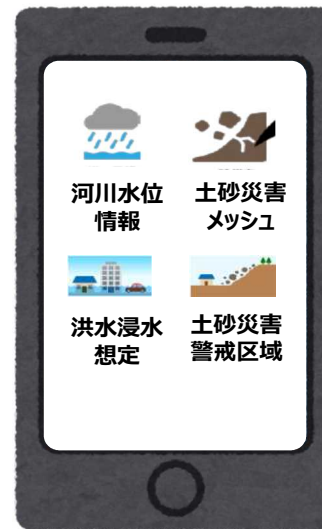 河川水位
情報
土砂災害
メッシュ
洪水浸水
想定
土砂災害
警戒区域